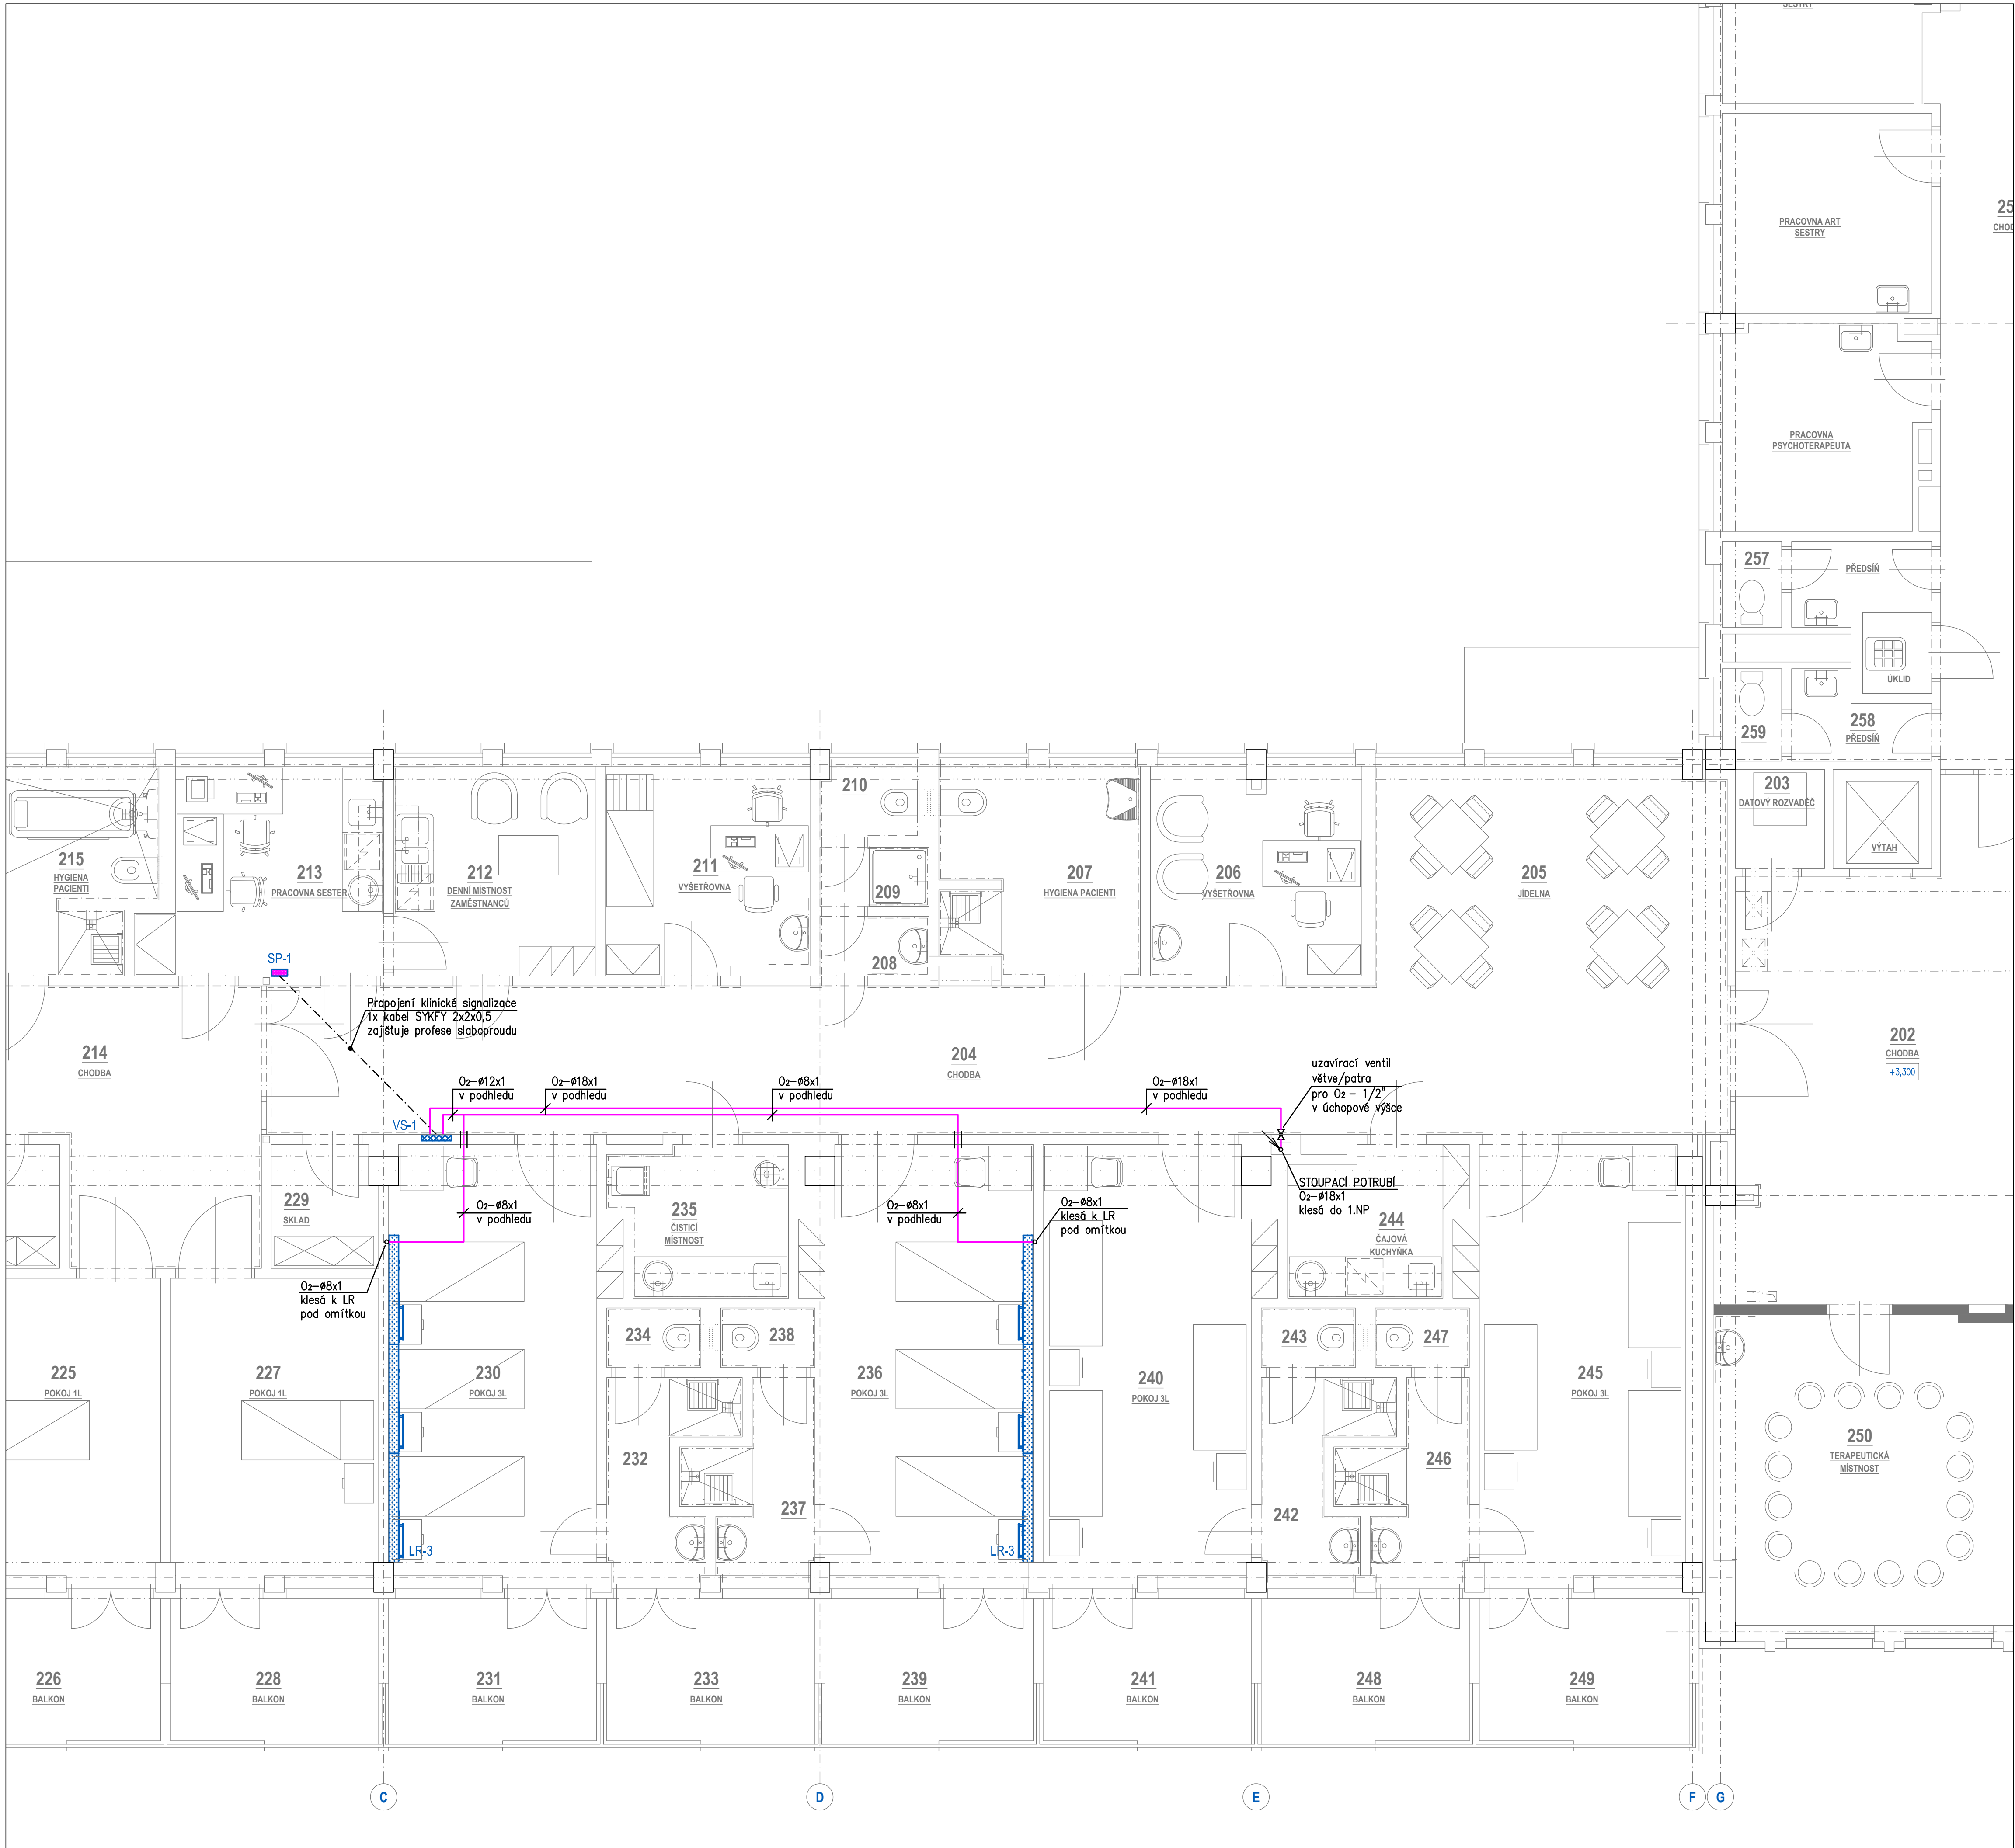 PRACOVNA ART
SESTRY
25
CHOD
PRACOVNA
PSYCHOTERAPEUTA
257
PŘEDSÍŇ
ÚKLID
259
258
PŘEDSÍŇ
203
DATOVÝ ROZVADĚČ
VÝTAH
215
HYGIENA
PACIENTI
213
PRACOVNA SESTER
212
DENNÍ MÍSTNOST
ZAMĚSTNANCŮ
211
VYŠETŘOVNA
210
209
208
207
HYGIENA PACIENTI
206
VYŠETŘOVNA
205
JÍDELNA
SP-1
Propojení klinické signalizace
1x kabel SYKFY 2x2x0,5
zajišťuje profese slaboproudu
214
CHODBA
204
CHODBA
202
CHODBA
+3,300
O₂-ø12x1
v podhledu
O₂-ø18x1
v podhledu
O₂-ø8x1
v podhledu
O₂-ø18x1
v podhledu
uzavírací ventil
větve/patra
pro O₂ – 1/2"
v úchopové výšce
VS-1
229
SKLAD
O₂-ø8x1
v podhledu
235
ČISTICÍ
MÍSTNOST
O₂-ø8x1
v podhledu
O₂-ø8x1
klesá k LR
pod omítkou
STOUPACÍ POTRUBÍ
O₂-ø18x1
klesá do 1.NP
244
ČAJOVÁ
KUCHYŇKA
O₂-ø8x1
klesá k LR
pod omítkou
234
238
243
247
225
POKOJ 1L
227
POKOJ 1L
230
POKOJ 3L
236
POKOJ 3L
240
POKOJ 3L
245
POKOJ 3L
232
237
242
246
250
TERAPEUTICKÁ
MÍSTNOST
LR-3
LR-3
226
BALKON
228
BALKON
231
BALKON
233
BALKON
239
BALKON
241
BALKON
248
BALKON
249
BALKON
C
D
E
F
G